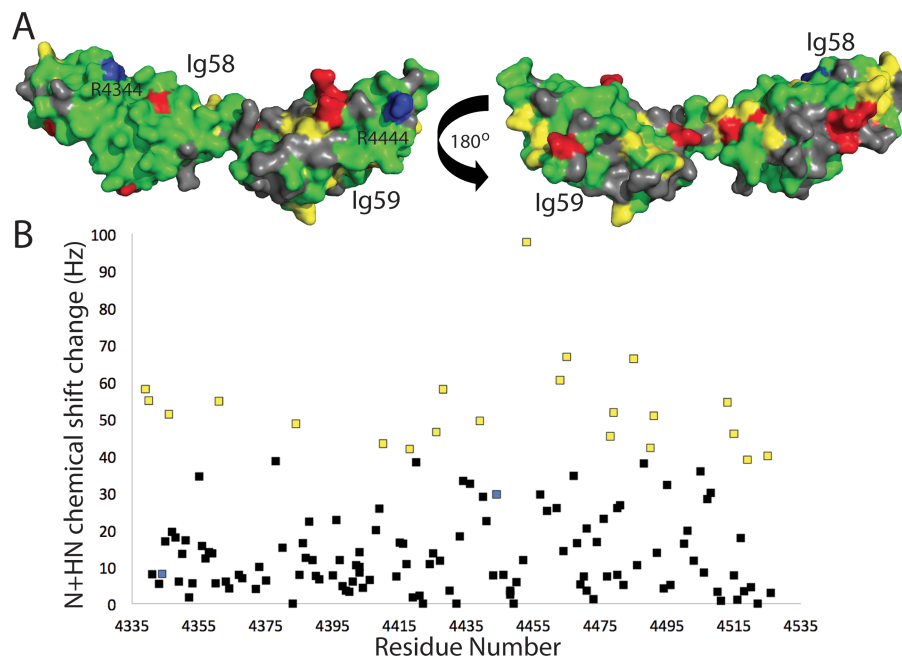 A
Ig58
R4344
R4444
Ig59
180°
Ig58
Ig59
B
N+HN chemical shift change (Hz)
100
90
80
70
60
50
40
30
20
10
0
4335 4355 4375 4395 4415 4435 4455 4475 4495 4515 4535
Residue Number